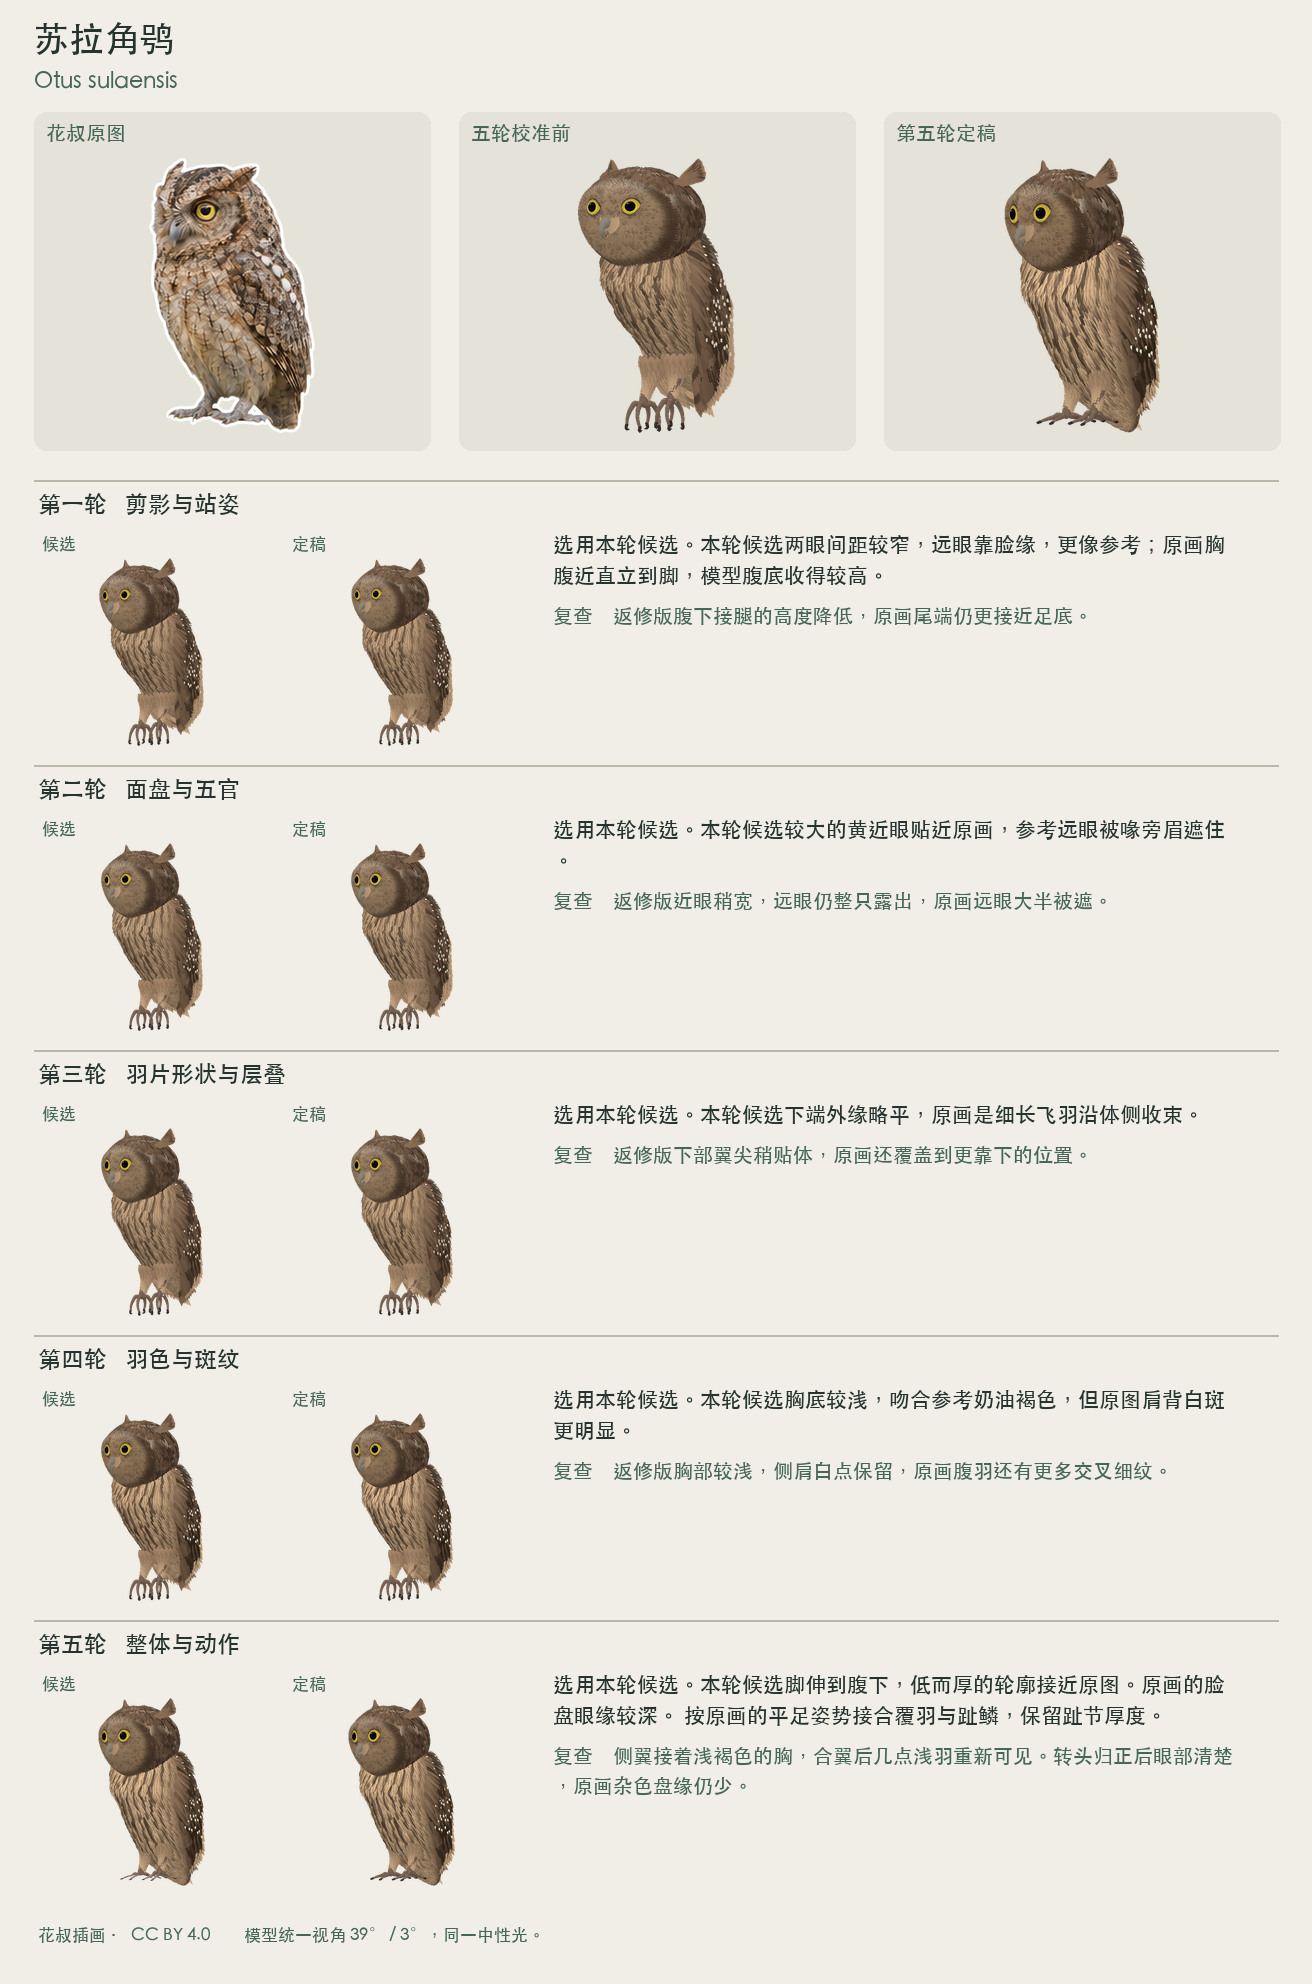 苏拉角鸮
Otus sulaensis
花叔原图
五轮校准前
第五轮定稿
第一轮 剪影与站姿
候选
定稿
选用本轮候选。本轮候选两眼间距较窄，远眼靠脸缘，更像参考；原画胸
腹近直立到脚，模型腹底收得较高。
复查 返修版腹下接腿的高度降低，原画尾端仍更接近足底。
第二轮 面盘与五官
候选
定稿
选用本轮候选。本轮候选较大的黄近眼贴近原画，参考远眼被喙旁眉遮住
。
复查 返修版近眼稍宽，远眼仍整只露出，原画远眼大半被遮。
第三轮 羽片形状与层叠
候选
定稿
选用本轮候选。本轮候选下端外缘略平，原画是细长飞羽沿体侧收束。
复查 返修版下部翼尖稍贴体，原画还覆盖到更靠下的位置。
第四轮 羽色与斑纹
候选
定稿
选用本轮候选。本轮候选胸底较浅，吻合参考奶油褐色，但原图肩背白斑
更明显。
复查 返修版胸部较浅，侧肩白点保留，原画腹羽还有更多交叉细纹。
第五轮 整体与动作
候选
定稿
选用本轮候选。本轮候选脚伸到腹下，低而厚的轮廓接近原图。原画的脸
盘眼缘较深。 按原画的平足姿势接合覆羽与趾鳞，保留趾节厚度。
复查 侧翼接着浅褐色的胸，合翼后几点浅羽重新可见。转头归正后眼部清楚
，原画杂色盘缘仍少。
花叔插画 · CC BY 4.0 模型统一视角 39° / 3°，同一中性光。